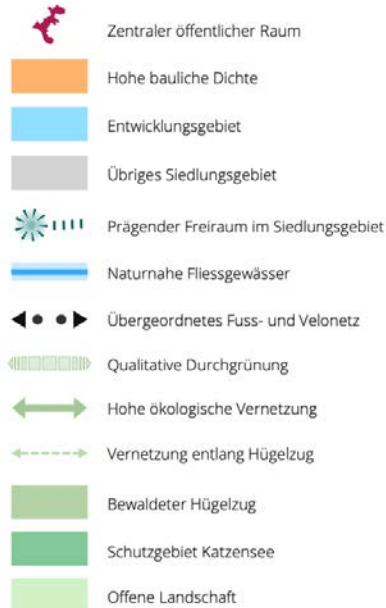 Zentraler öffentlicher Raum
Hohe bauliche Dichte
Entwicklungsgebiet
Übriges Siedlungsgebiet
Prägender Freiraum im Siedlungsgebiet
Naturnahe Fliessgewässer
Übergeordnetes Fuss- und Velonetz
Qualitative Durchgrünung
Hohe ökologische Vernetzung
Vernetzung entlang Hügelzug
Bewaldeter Hügelzug
Schutzgebiet Katzensee
Offene Landschaft